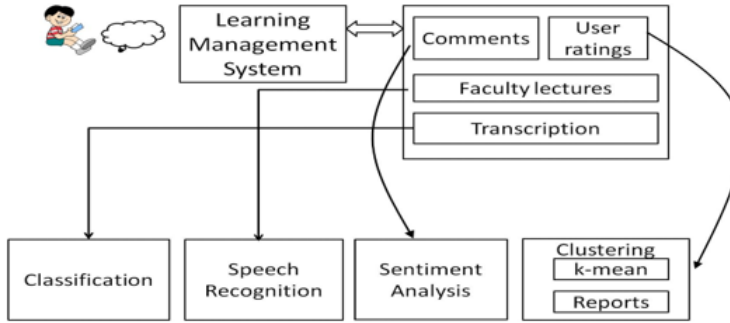 Learning
Management
System
Comments
User
ratings
Faculty lectures
Transcription
Classification
Speech
Recognition
Sentiment
Analysis
Clustering
k-mean
Reports